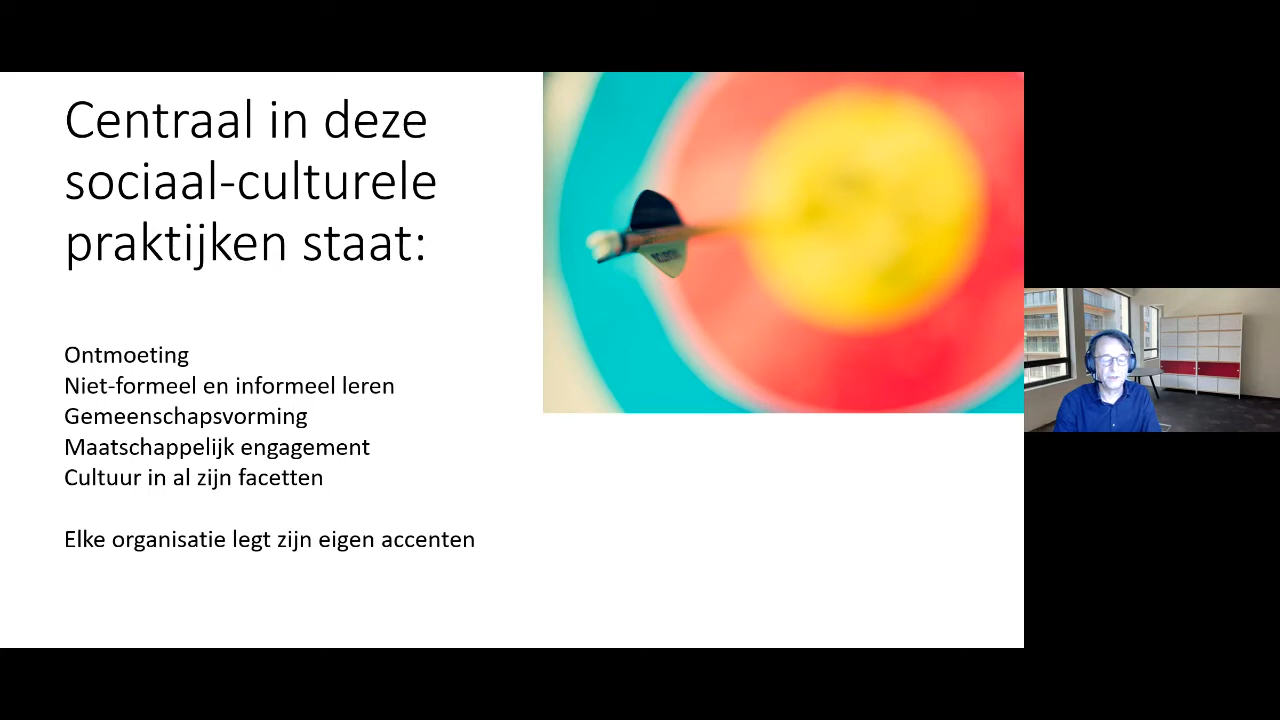 Centraal in deze
sociaal-culturele
praktijken staat:
Ontmoeting
Niet-formeel en informeel leren
Gemeenschapsvorming
Maatschappelijk engagement
Cultuur in al zijn facetten
Elke organisatie legt zijn eigen accenten